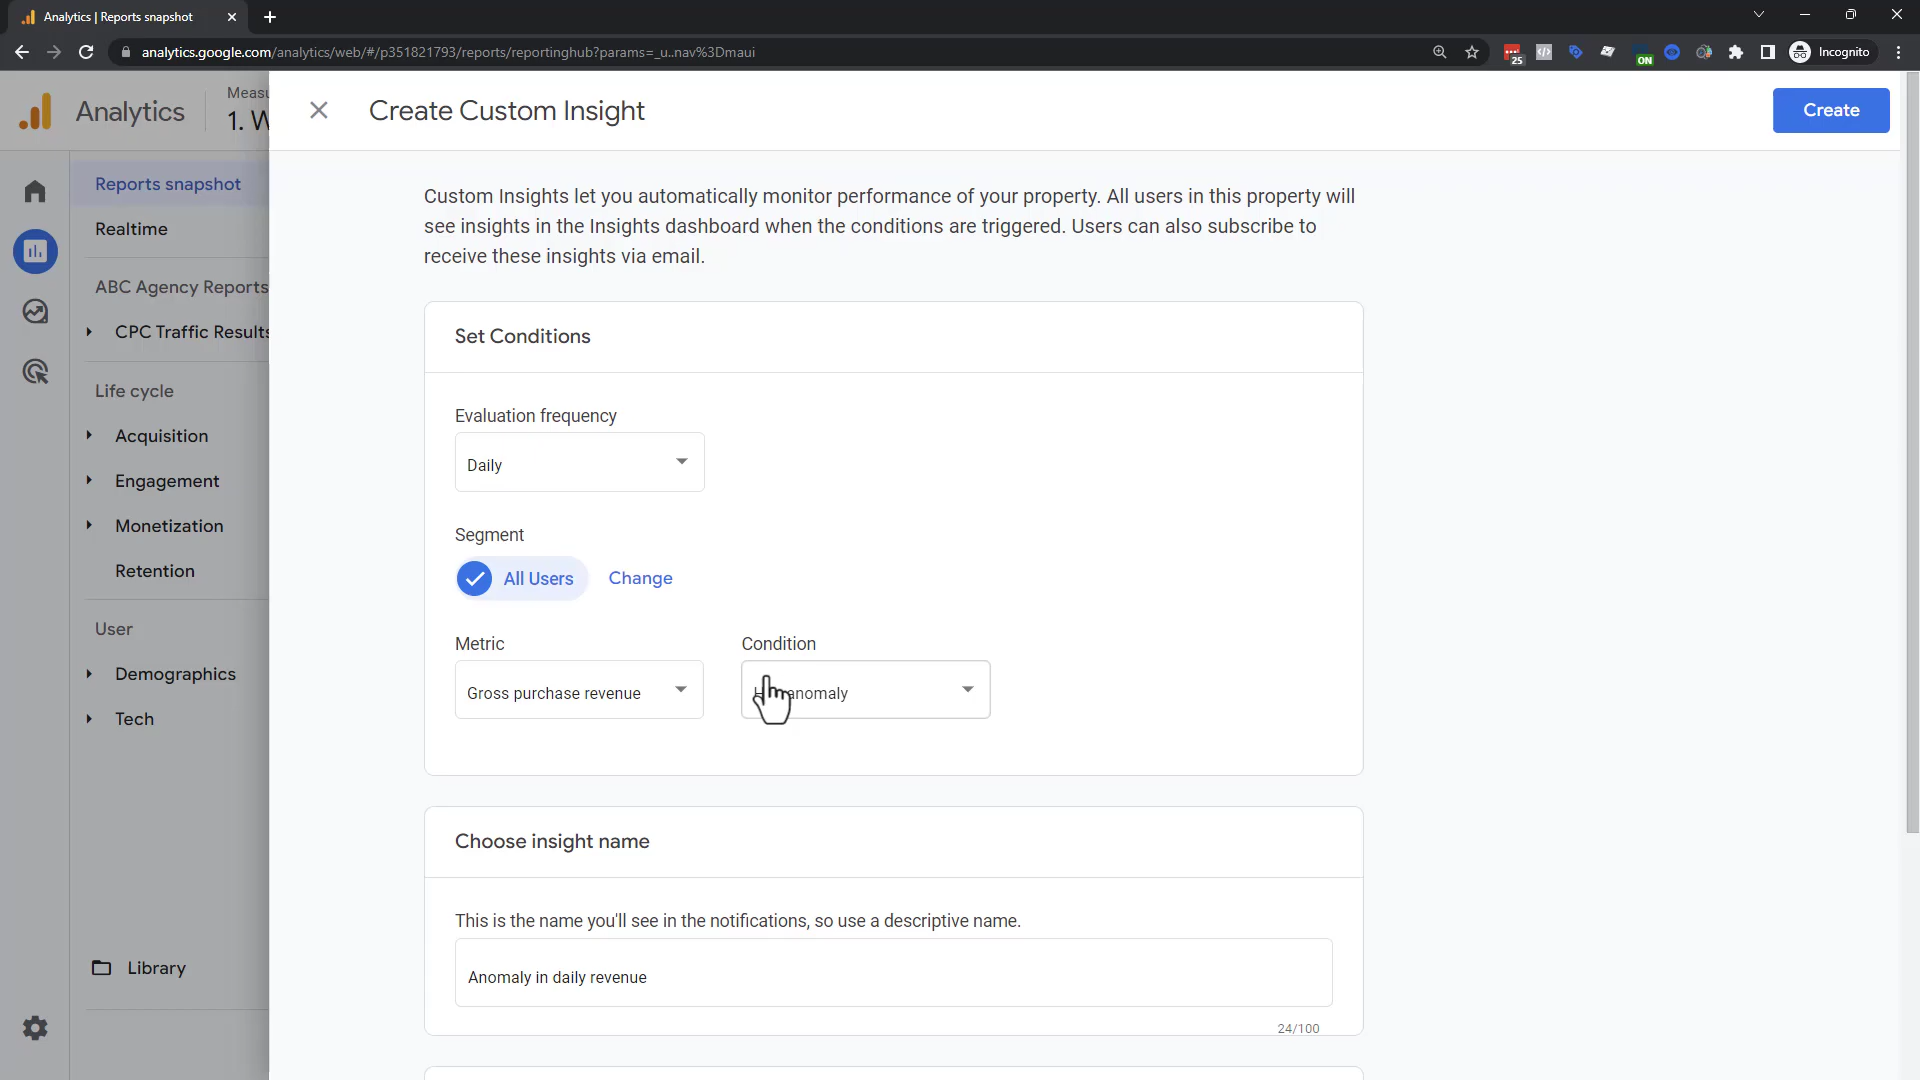 Analytics | Reports snapshot
analytics.google.com/analytics/web/#/p351821793/reports/reportinghub?params=_u..nav%3Dmaui
25
ON
Incognito
Analytics
1. W
Create Custom Insight
Create
Reports snapshot
Realtime
ABC Agency Reports
CPC Traffic Results
Life cycle
Acquisition
Engagement
Monetization
Retention
User
Demographics
Tech
Library
Custom Insights let you automatically monitor performance of your property. All users in this property will
see insights in the Insights dashboard when the conditions are triggered. Users can also subscribe to
receive these insights via email.
Set Conditions
Evaluation frequency
Daily
Segment
All Users
Change
Metric
Condition
Gross purchase revenue
anomaly
Choose insight name
This is the name you'll see in the notifications, so use a descriptive name.
Anomaly in daily revenue
24/100